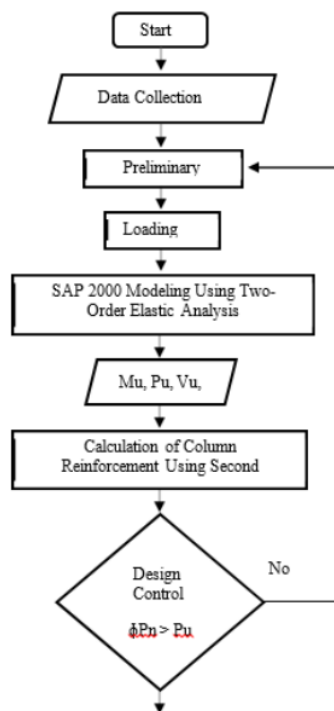 Start
Data Collection
Preliminary
Loading
SAP 2000 Modeling Using Two-
Order Elastic Analysis
Mu, Pu, Vu,
Calculation of Column
Reinforcement Using Second
Design
Control
No
ϕPn > Pu